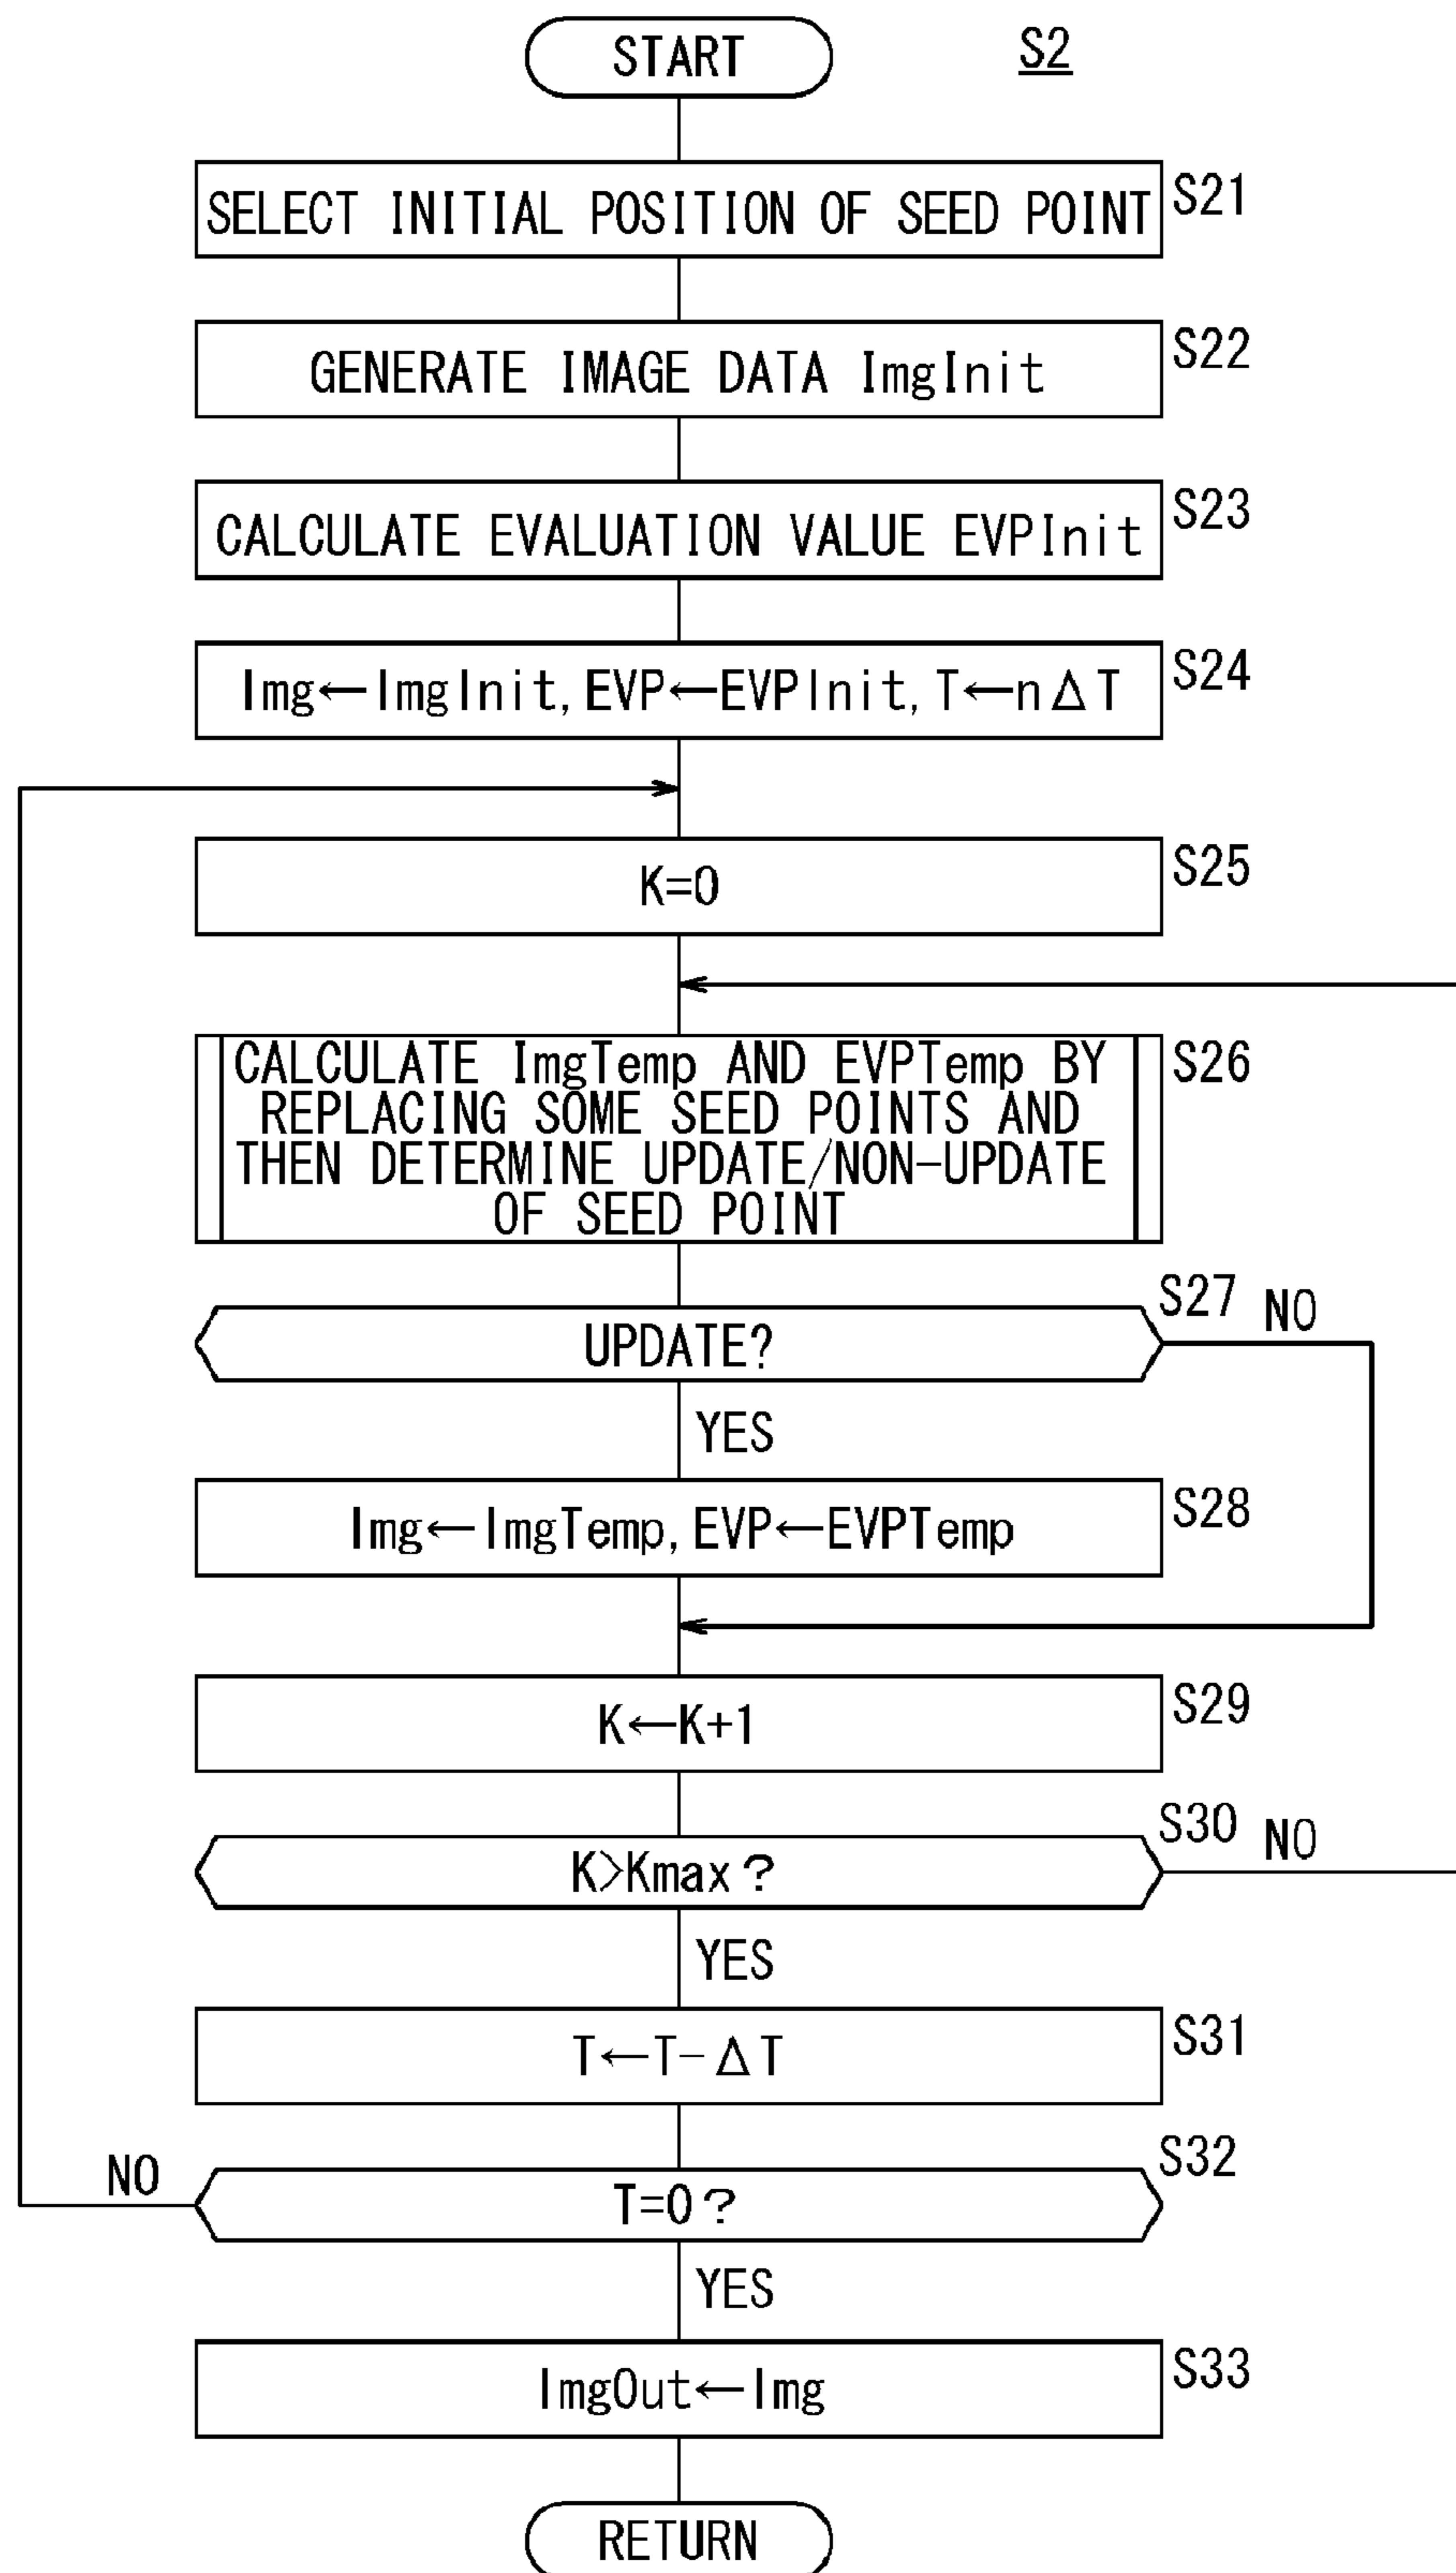 START
S2
SELECT INITIAL POSITION OF SEED POINT
S21
GENERATE IMAGE DATA ImgInit
S22
CALCULATE EVALUATION VALUE EVPInit
S23
Img←ImgInit, EVP←EVPInit, T←nΔT
S24
K=0
S25
CALCULATE ImgTemp AND EVPTemp BY
REPLACING SOME SEED POINTS AND
THEN DETERMINE UPDATE/NON-UPDATE
OF SEED POINT
S26
UPDATE?
S27
NO
YES
Img←ImgTemp, EVP←EVPTemp
S28
K←K+1
S29
K>Kmax?
S30
NO
YES
T←T-ΔT
S31
NO
T=0?
S32
YES
ImgOut←Img
S33
RETURN